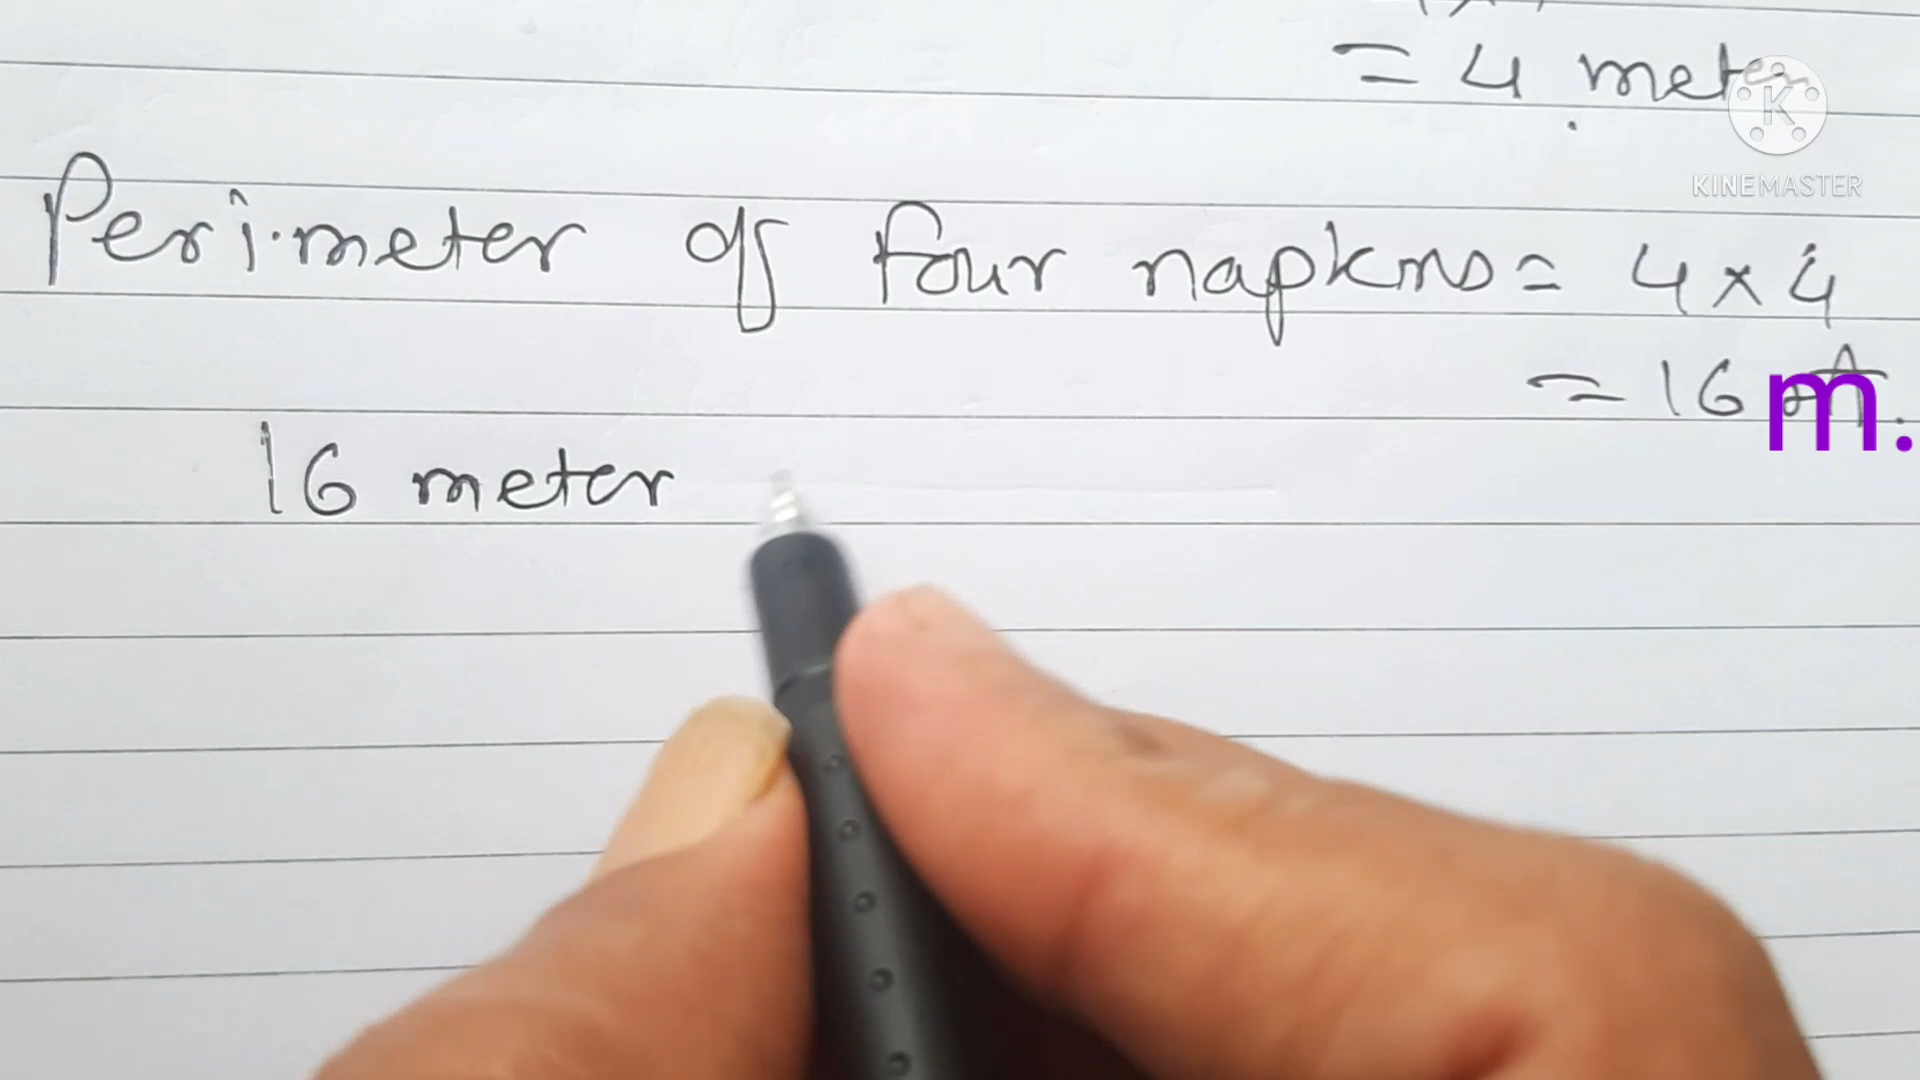 = 4 meter
KINEMASTER
Perimeter of four napkins = 4 × 4
= 16 m.
16 meter